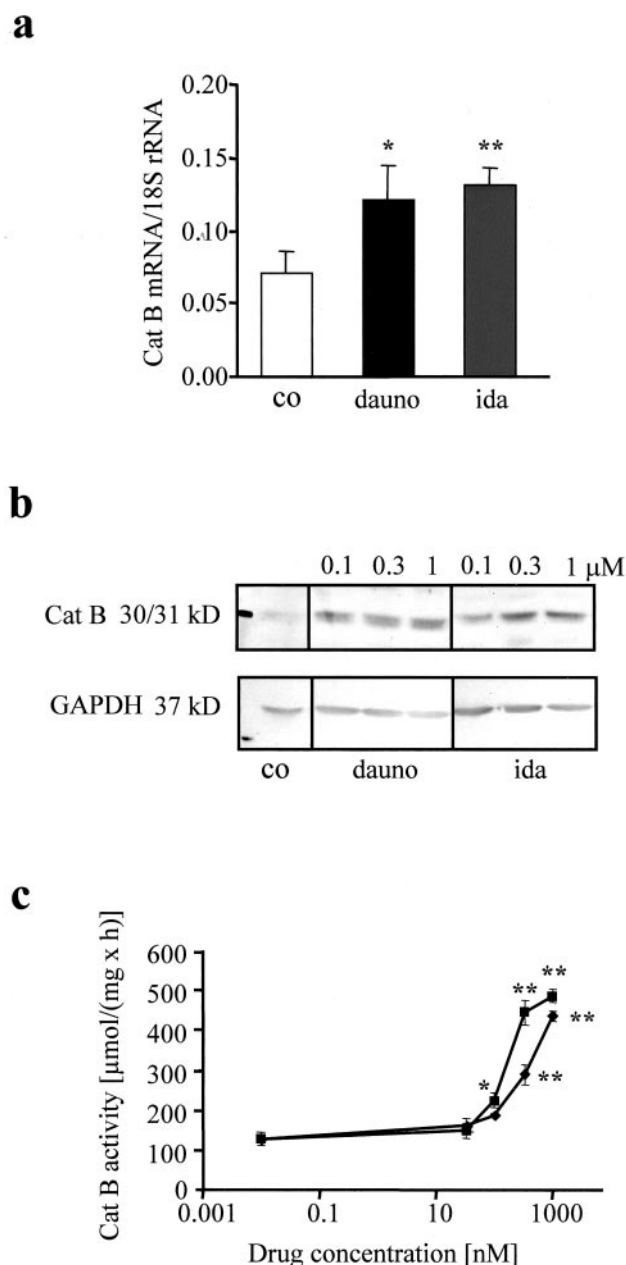 a
Cat B mRNA/18S rRNA
0.20
0.15
0.10
0.05
0.00
*
**
co dauno ida
b
0.1 0.3 1 0.1 0.3 1 µM
Cat B 30/31 kD
GAPDH 37 kD
co dauno ida
c
Cat B activity [µmol/(mg x h)]
600
500
400
300
200
100
0
** **
**
*
**
0.001 0.1 10 1000
Drug concentration [nM]